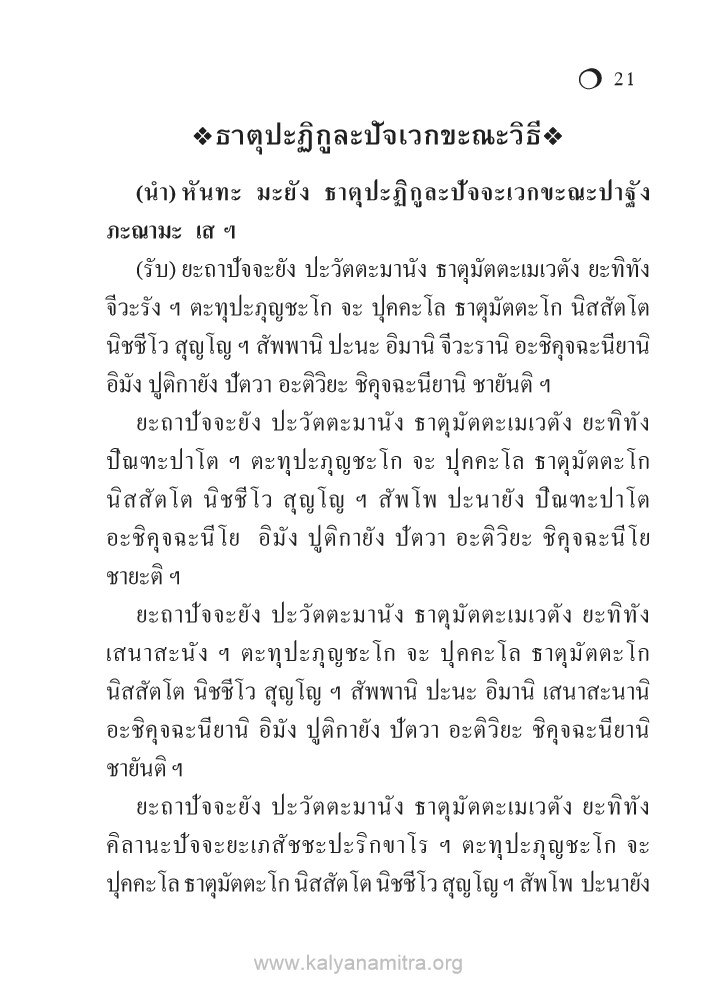 21
❖ธาตุปะฏิกูละปัจเวกขะณะวิธี❖
(นำ) หันทะ มะยัง ธาตุปะฏิกูละปัจจะเวกขะณะปาฐัง
ภะณามะ เส ฯ
(รับ) ยะถาปัจจะยัง ปะวัตตะมานัง ธาตุมัตตะเมเวตัง ยะทิทัง
จีวะรัง ฯ ตะทุปะภุญชะโก จะ ปุคคะโล ธาตุมัตตะโก นิสสัตโต
นิชชีโว สุญโญ ฯ สัพพานิ ปะนะ อิมานิ จีวะรานิ อะชิคุจฉะนียานิ
อิมัง ปูติกายัง ปัตวา อะติวิยะ ชิคุจฉะนียานิ ชายันติ ฯ
ยะถาปัจจะยัง ปะวัตตะมานัง ธาตุมัตตะเมเวตัง ยะทิทัง
ปิณฑะปาโต ฯ ตะทุปะภุญชะโก จะ ปุคคะโล ธาตุมัตตะโก
นิสสัตโต นิชชีโว สุญโญ ฯ สัพโพ ปะนายัง ปิณฑะปาโต
อะชิคุจฉะนีโย อิมัง ปูติกายัง ปัตวา อะติวิยะ ชิคุจฉะนีโย
ชายะติ ฯ
ยะถาปัจจะยัง ปะวัตตะมานัง ธาตุมัตตะเมเวตัง ยะทิทัง
เสนาสะนัง ฯ ตะทุปะภุญชะโก จะ ปุคคะโล ธาตุมัตตะโก
นิสสัตโต นิชชีโว สุญโญ ฯ สัพพานิ ปะนะ อิมานิ เสนาสะนานิ
อะชิคุจฉะนียานิ อิมัง ปูติกายัง ปัตวา อะติวิยะ ชิคุจฉะนียานิ
ชายันติ ฯ
ยะถาปัจจะยัง ปะวัตตะมานัง ธาตุมัตตะเมเวตัง ยะทิทัง
คิลานะปัจจะยะเภสัชชะปะริกขาโร ฯ ตะทุปะภุญชะโก จะ
ปุคคะโล ธาตุมัตตะโก นิสสัตโต นิชชีโว สุญโญ ฯ สัพโพ ปะนายัง
www.kalyanamitra.org